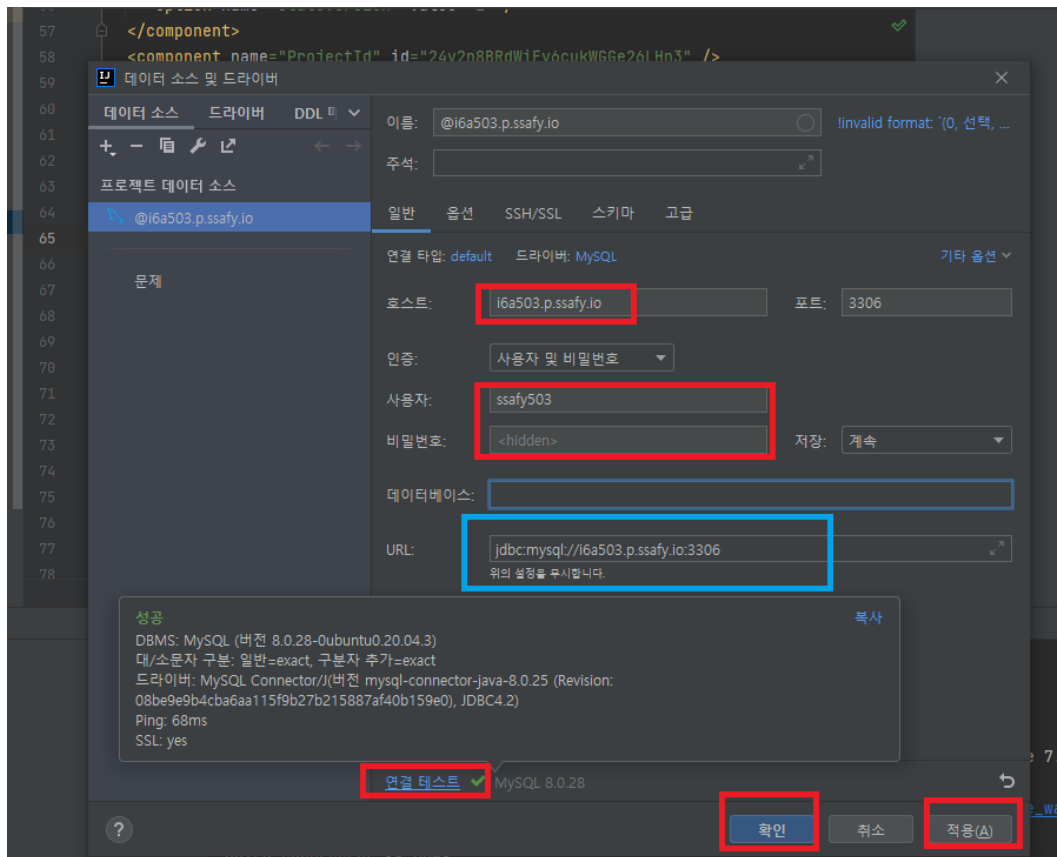 57 </component>
58 <component name="ProjectId" id="24y2n8BRdWiEv6cukWGGe26LHn3" />
59
60
61
62
63
64
65
66
67
68
69
70
71
72
73
74
75
76
77
78
데이터 소스 및 드라이버
데이터 소스 드라이버 DDL
프로젝트 데이터 소스
@i6a503.p.ssafy.io
문제
이름: @i6a503.p.ssafy.io !invalid format: `{0, 선택, ...
주석:
일반 옵션 SSH/SSL 스키마 고급
연결 타입: default 드라이버: MySQL 기타 옵션
호스트: i6a503.p.ssafy.io 포트: 3306
인증: 사용자 및 비밀번호
사용자: ssafy503
비밀번호: <hidden> 저장: 계속
데이터베이스:
URL: jdbc:mysql://i6a503.p.ssafy.io:3306
위의 설정을 무시합니다.
성공 복사
DBMS: MySQL (버전 8.0.28-0ubuntu0.20.04.3)
대/소문자 구분: 일반=exact, 구분자 추가=exact
드라이버: MySQL Connector/J(버전 mysql-connector-java-8.0.25 (Revision:
08be9e9b4cba6aa115f9b27b215887af40b159e0), JDBC4.2)
Ping: 68ms
SSL: yes
연결 테스트 MySQL 8.0.28
? 확인 취소 적용(A)